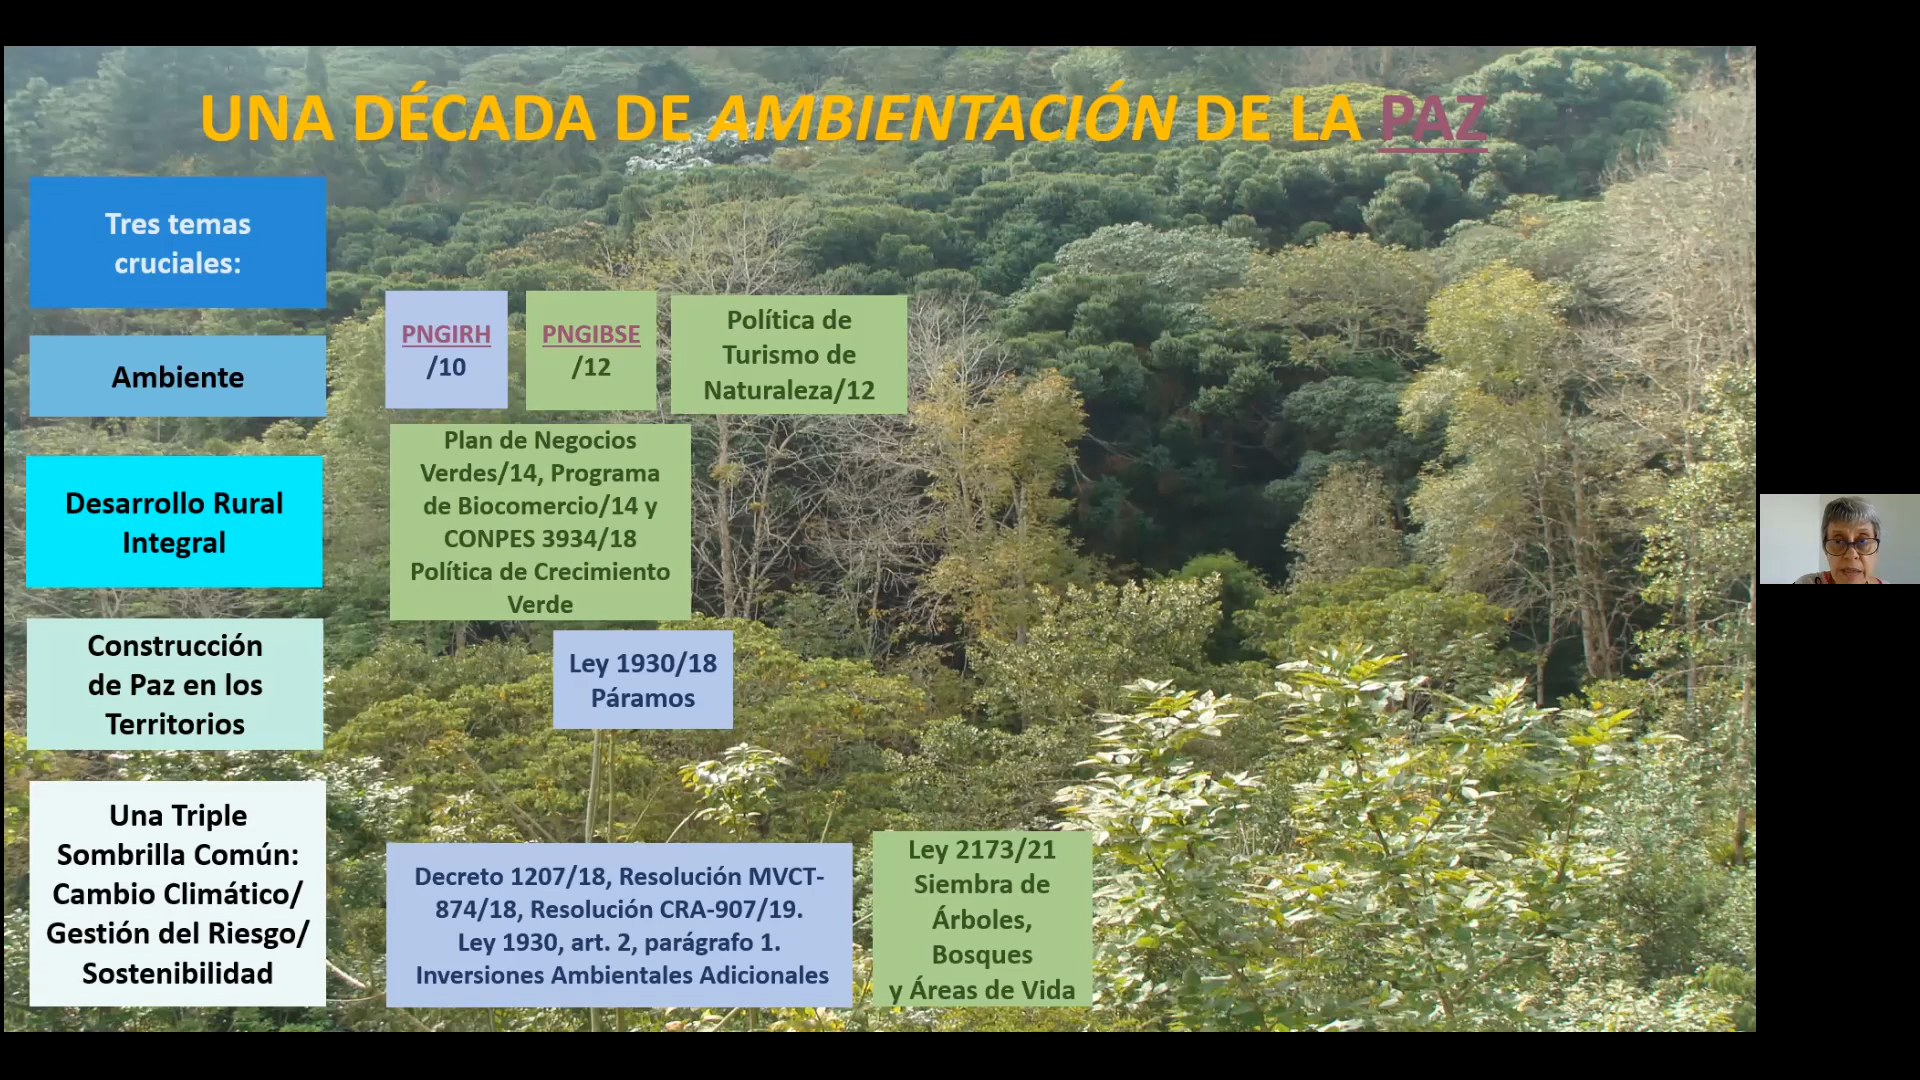 UNA DÉCADA DE AMBIENTACIÓN DE LA PAZ
Tres temas
cruciales:
Ambiente
PNGIRH
/10
PNGIBSE
/12
Política de
Turismo de
Naturaleza/12
Desarrollo Rural
Integral
Plan de Negocios
Verdes/14, Programa
de Biocomercio/14 y
CONPES 3934/18
Política de Crecimiento
Verde
Construcción
de Paz en los
Territorios
Ley 1930/18
Páramos
Una Triple
Sombrilla Común:
Cambio Climático/
Gestión del Riesgo/
Sostenibilidad
Decreto 1207/18, Resolución MVCT-
874/18, Resolución CRA-907/19.
Ley 1930, art. 2, parágrafo 1.
Inversiones Ambientales Adicionales
Ley 2173/21
Siembra de
Árboles,
Bosques
y Áreas de Vida